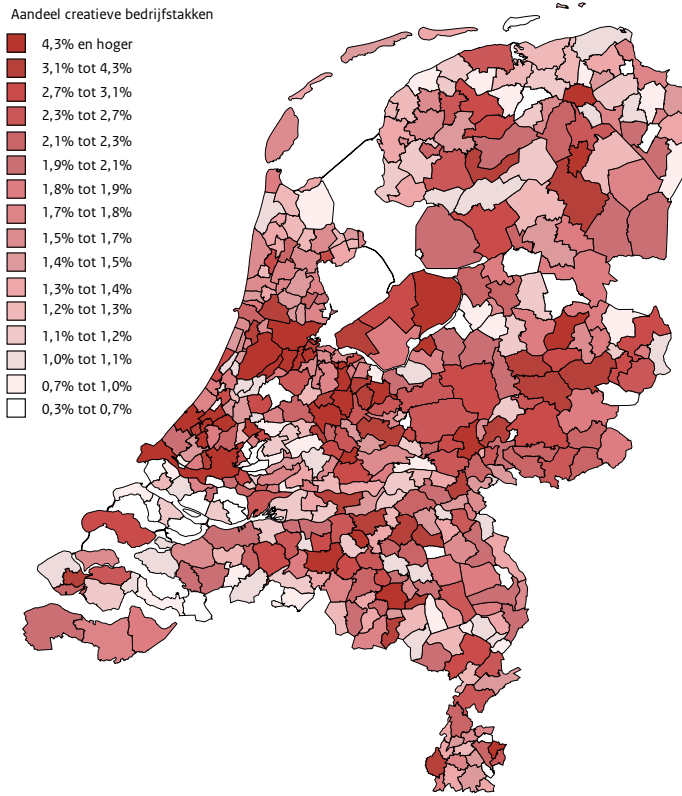 Aandeel creatieve bedrijfstakken
4,3% en hoger
3,1% tot 4,3%
2,7% tot 3,1%
2,3% tot 2,7%
2,1% tot 2,3%
1,9% tot 2,1%
1,8% tot 1,9%
1,7% tot 1,8%
1,5% tot 1,7%
1,4% tot 1,5%
1,3% tot 1,4%
1,2% tot 1,3%
1,1% tot 1,2%
1,0% tot 1,1%
0,7% tot 1,0%
0,3% tot 0,7%